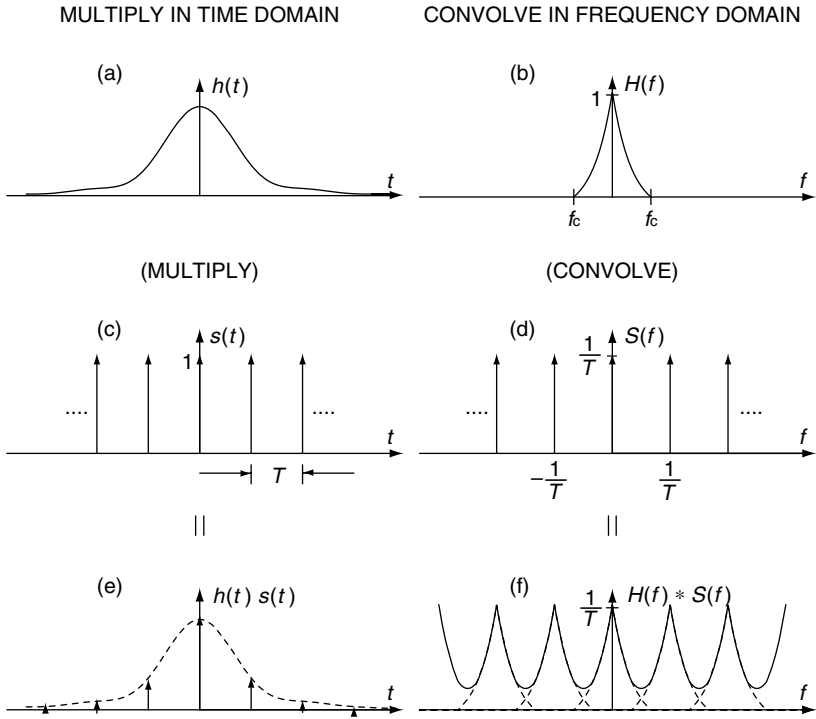 MULTIPLY IN TIME DOMAIN
CONVOLVE IN FREQUENCY DOMAIN
(a)
h(t)
t
(b)
H(f)
1
f
fc
fc
(MULTIPLY)
(CONVOLVE)
(c)
s(t)
1
....
....
t
T
(d)
S(f)
1/T
....
....
f
-1/T
1/T
||
||
(e)
h(t) s(t)
t
(f)
H(f) * S(f)
1/T
f